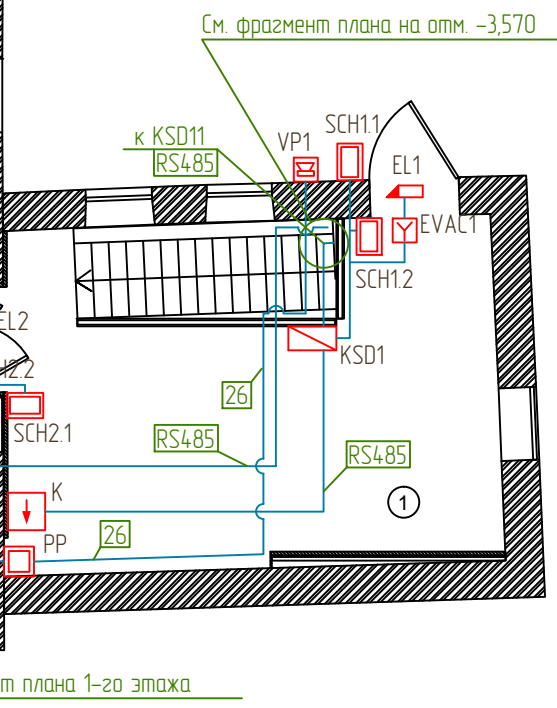 См. фрагмент плана на отм. -3,570
к KSD11
RS485
VP1
SCH1.1
EL1
EVAC1
SCH1.2
EL2
KSD1
SCH2.1
26
RS485
RS485
K
1
26
PP
т плана 1-го этажа